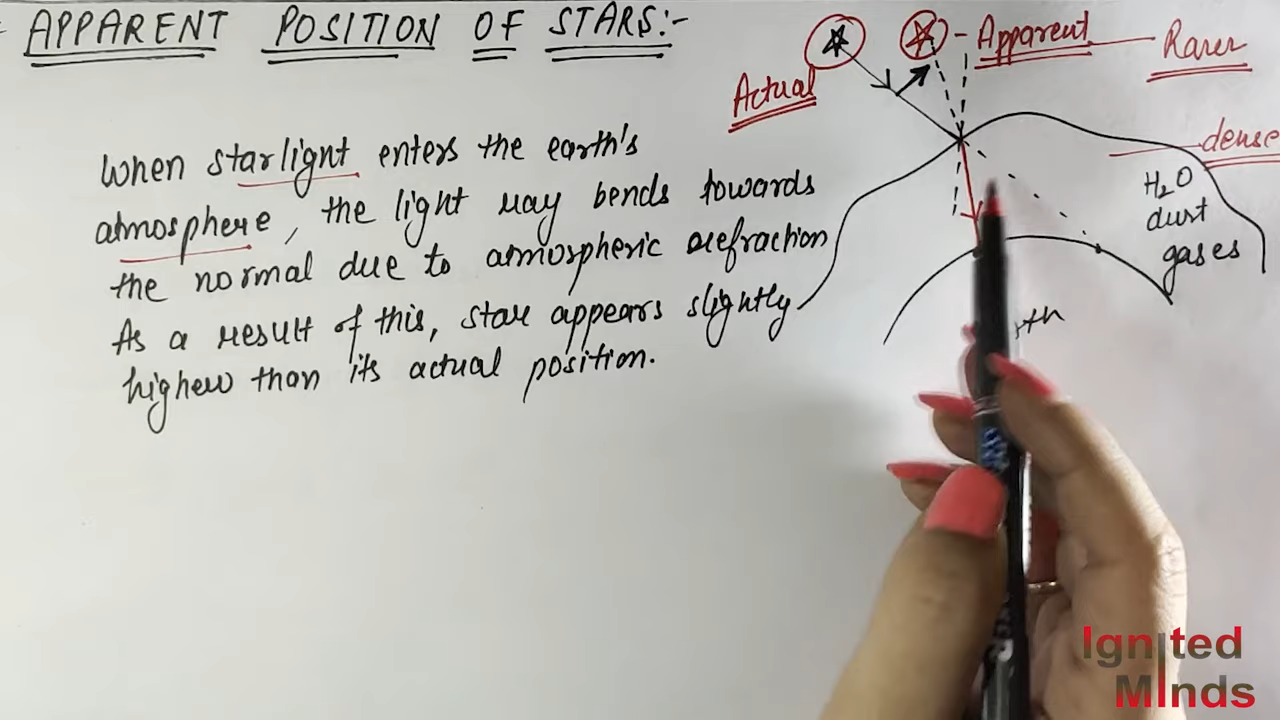 APPARENT POSITION OF STARS:-
When starlight enters the earth's
atmosphere, the light ray bends towards
the normal due to atmospheric refraction
As a result of this, star appears slightly
higher than its actual position.
Actual
Apparent
Rarer
dense
H₂O
dust
gases
Ignited
Minds